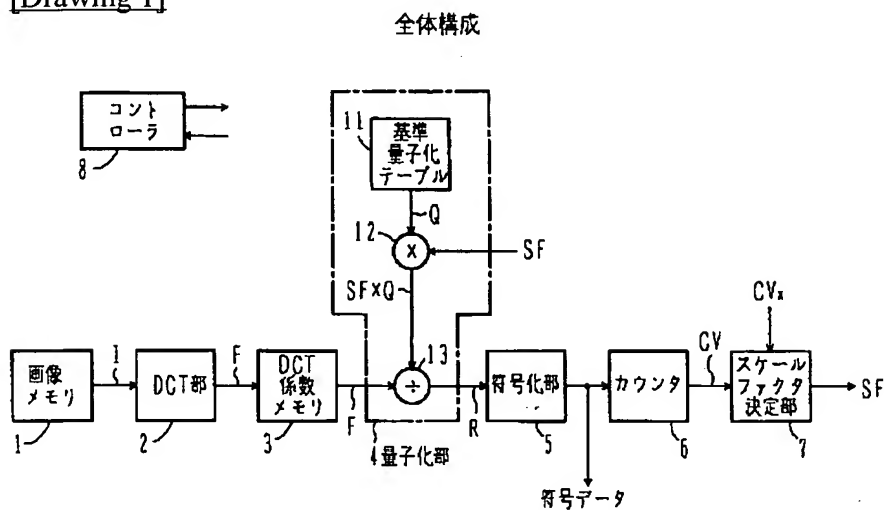 [Drawing 1]
全体構成
コント
ローラ
8
11
基準
量子化
テーブル
Q
12
×
SF
SF×Q
CV*
画像
メモリ
1
I
DCT部
2
F
DCT
係数
メモリ
3
F
13
÷
4 量子化部
R
符号化部
5
符号データ
カウンタ
6
CV
スケール
ファクタ
決定部
7
SF